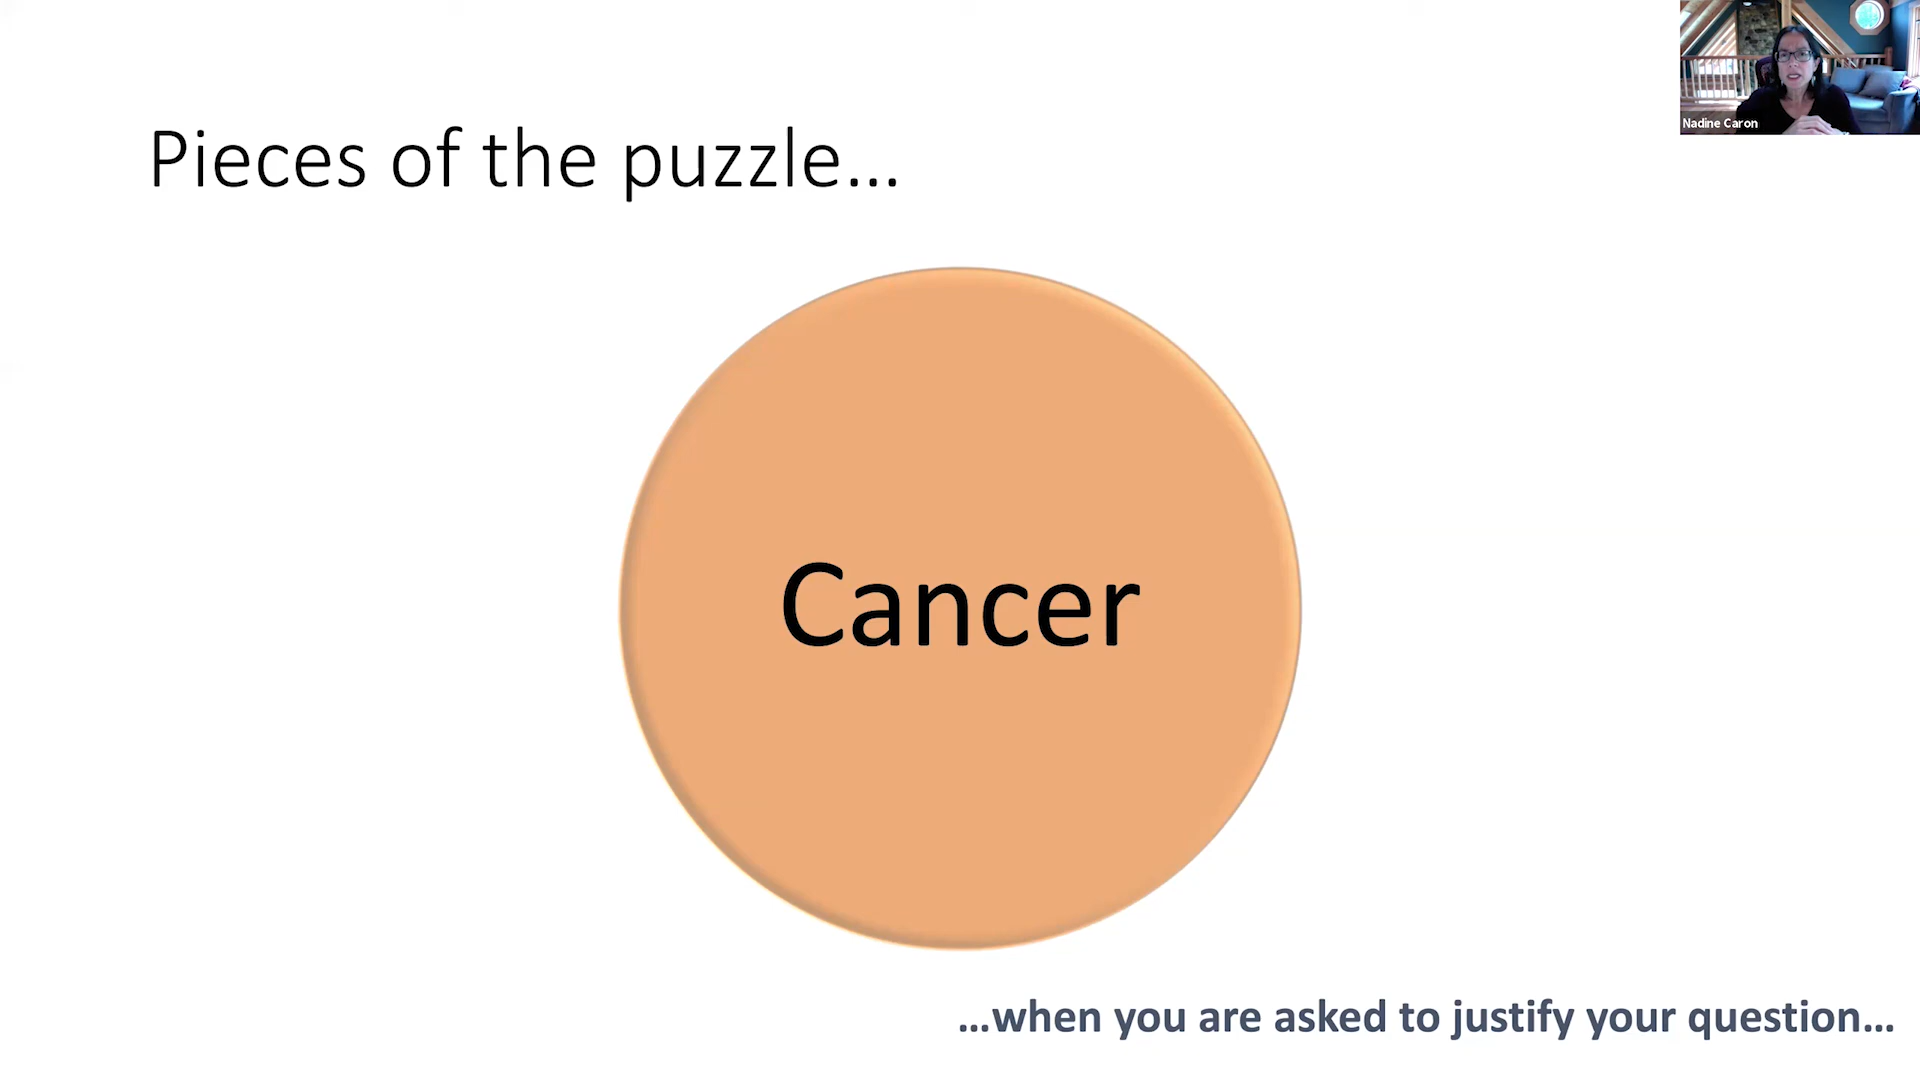 Nadine Caron
Pieces of the puzzle...
Cancer
...when you are asked to justify your question...